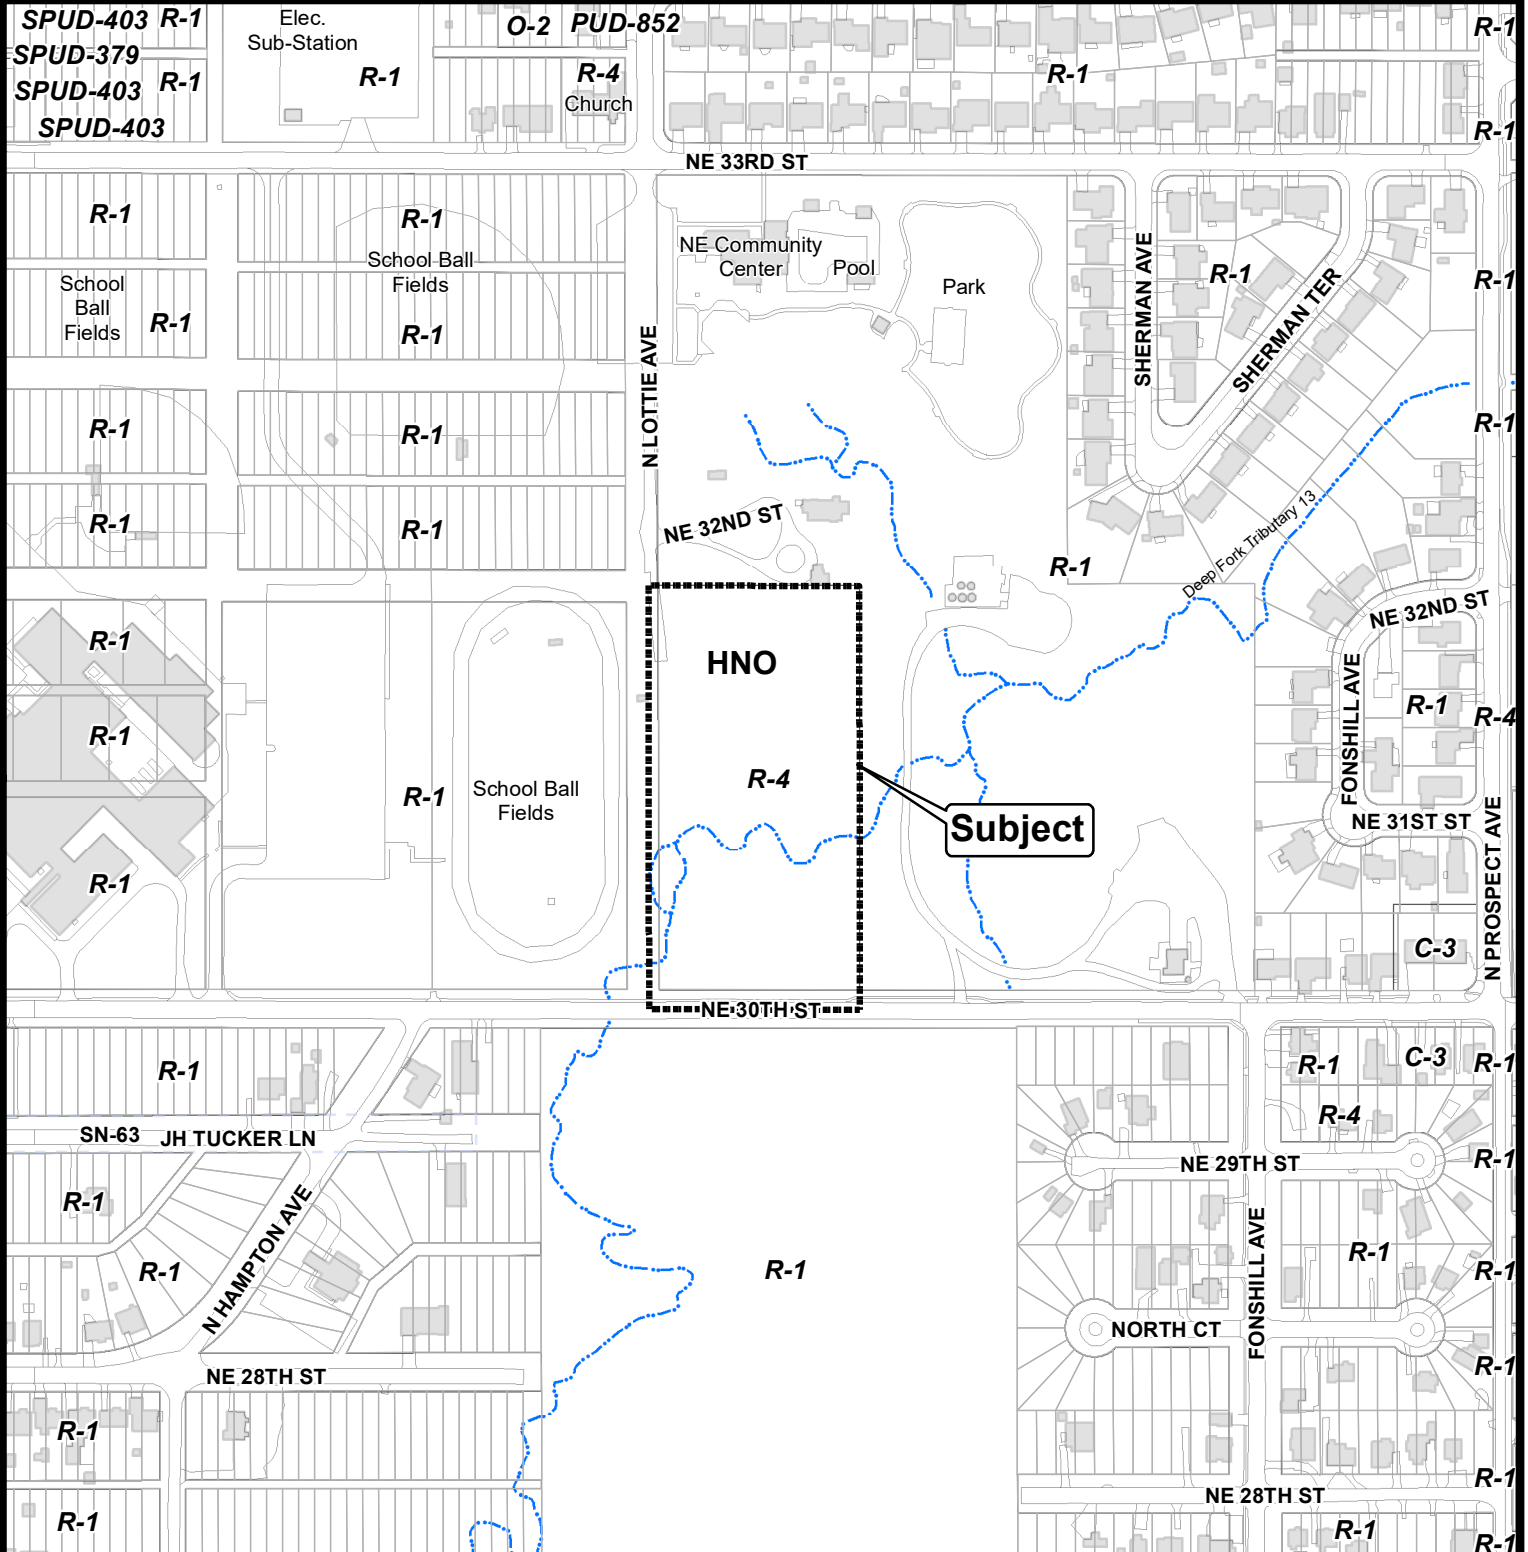 SPUD-403 R-1
Elec.
Sub-Station
O-2 PUD-852
R-1
SPUD-379
SPUD-403 R-1
R-1
R-4
Church
R-1
SPUD-403
R-1
NE 33RD ST
R-1
R-1
School Ball
Fields
NE Community
Center
Pool
Park
SHERMAN AVE
R-1
SHERMAN TER
R-1
School
Ball
Fields
R-1
R-1
N LOTTIE AVE
R-1
R-1
R-1
R-1
R-1
NE 32ND ST
Deep Fork Tributary 13
R-1
NE 32ND ST
R-1
HNO
FONSHILL AVE
R-1
R-4
R-1
R-4
R-1
School Ball
Fields
Subject
NE 31ST ST
N PROSPECT AVE
R-1
C-3
NE 30TH ST
R-1
R-1
C-3
R-1
R-4
SN-63 JH TUCKER LN
NE 29TH ST
R-1
R-1
N HAMPTON AVE
FONSHILL AVE
R-1
R-1
R-1
R-1
NORTH CT
R-1
NE 28TH ST
R-1
R-1
NE 28TH ST
R-1
R-1
R-1